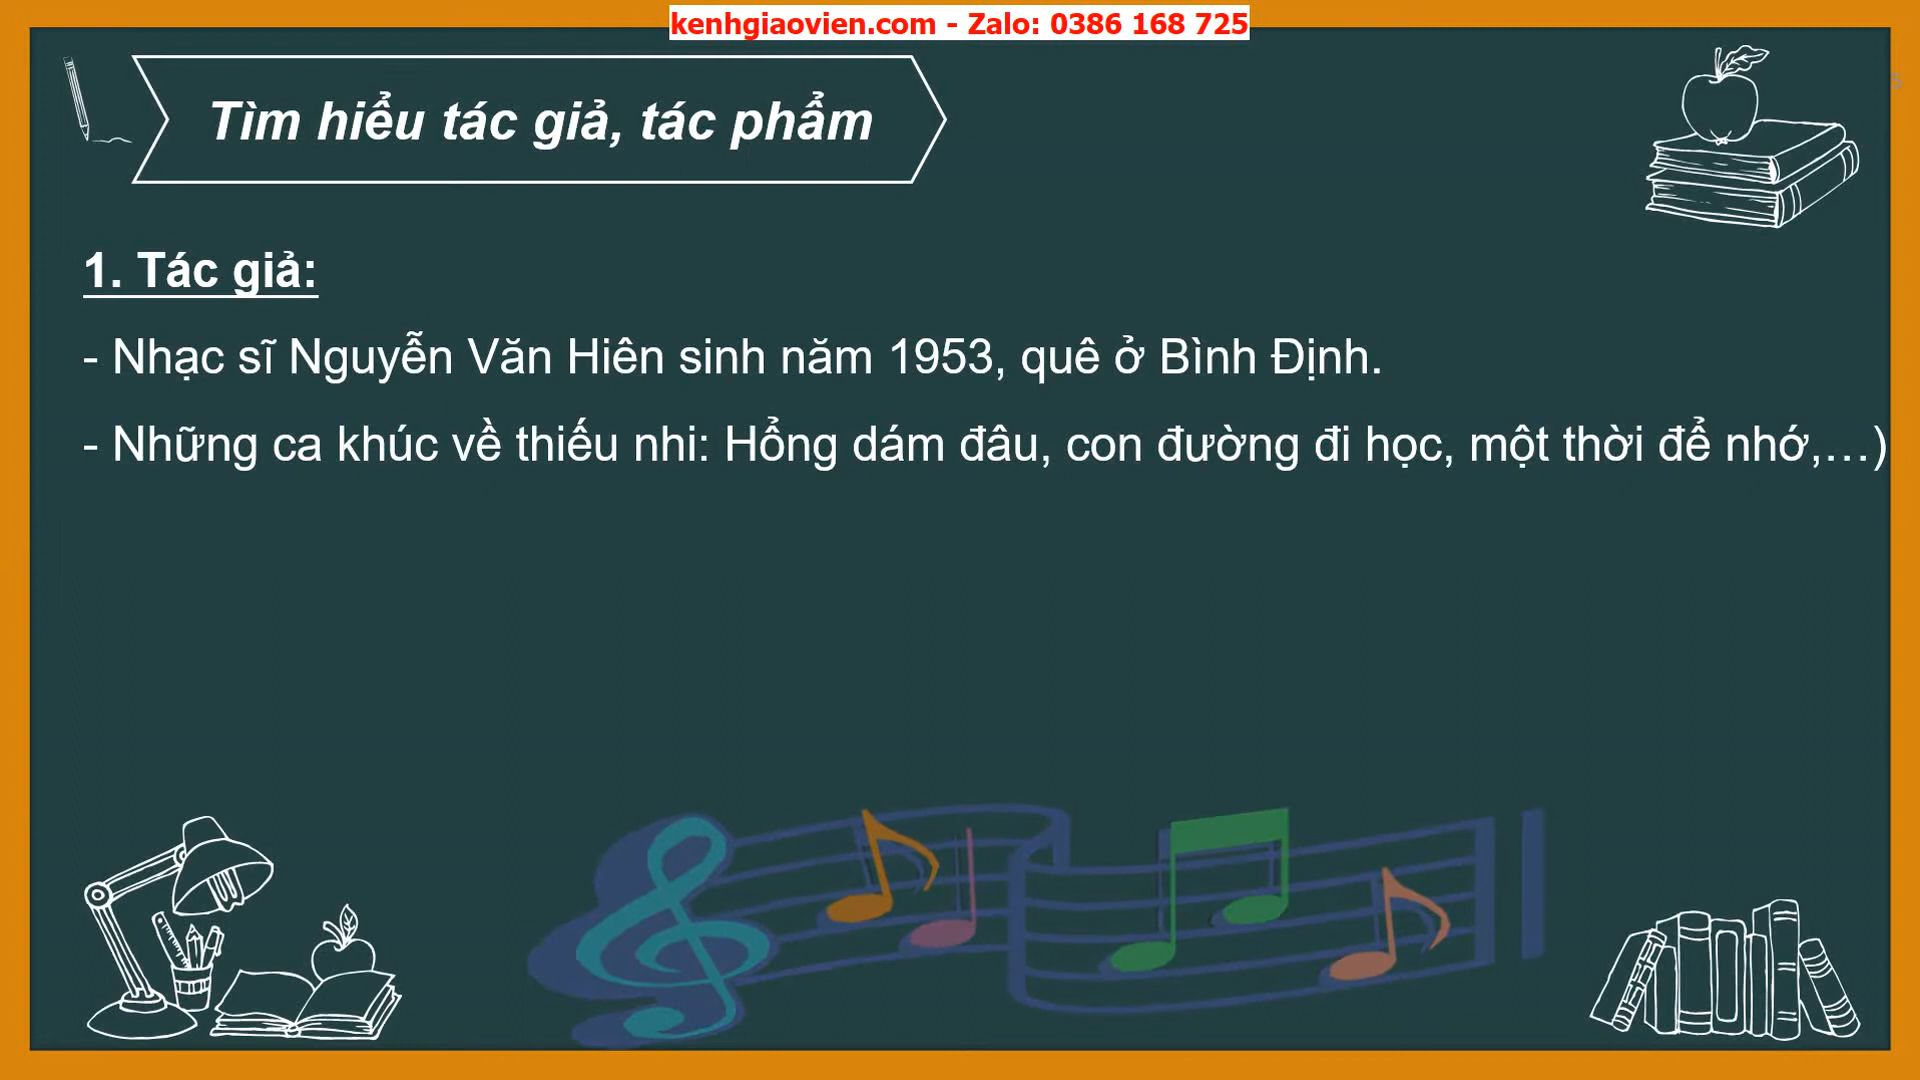 kenhgiaovien.com - Zalo: 0386 168 725
5
Tìm hiểu tác giả, tác phẩm
1. Tác giả:
- Nhạc sĩ Nguyễn Văn Hiên sinh năm 1953, quê ở Bình Định.
- Những ca khúc về thiếu nhi: Hổng dám đâu, con đường đi học, một thời để nhớ,…)